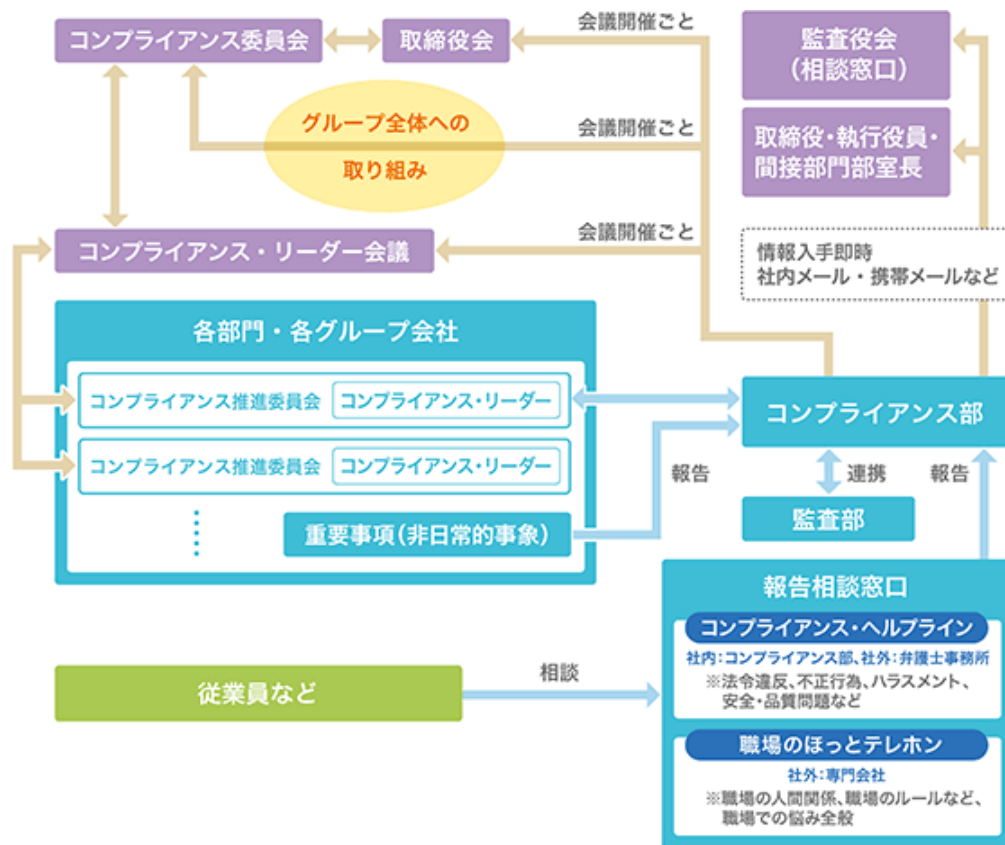 コンプライアンス委員会
取締役会
会議開催ごと
監査役会
(相談窓口)
グループ全体への
取り組み
会議開催ごと
取締役・執行役員・
間接部門部室長
コンプライアンス・リーダー会議
会議開催ごと
情報入手即時
社内メール・携帯メールなど
各部門・各グループ会社
コンプライアンス推進委員会 コンプライアンス・リーダー
コンプライアンス推進委員会 コンプライアンス・リーダー
重要事項(非日常的事象)
報告
コンプライアンス部
連携
報告
監査部
報告相談窓口
コンプライアンス・ヘルプライン
社内:コンプライアンス部、社外:弁護士事務所
※法令違反、不正行為、ハラスメント、
安全・品質問題など
従業員など
相談
職場のほっとテレホン
社外:専門会社
※職場の人間関係、職場のルールなど、
職場での悩み全般